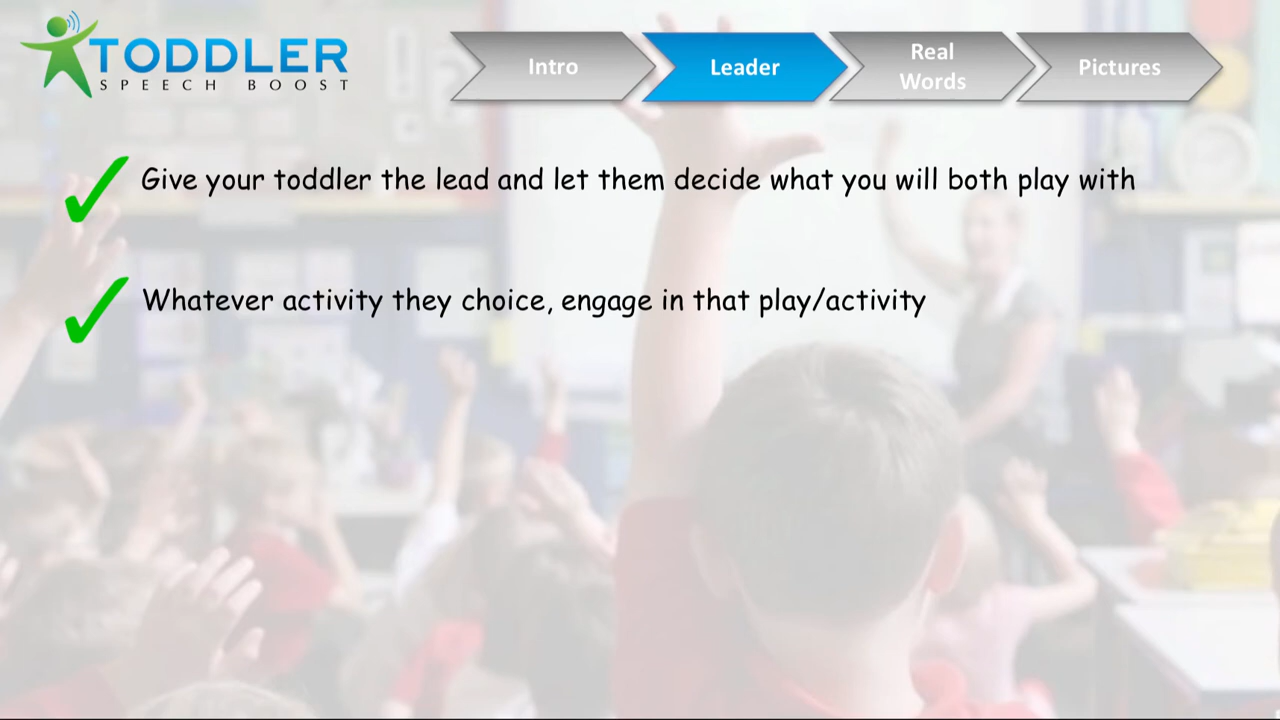 TODDLER
SPEECH BOOST
Intro
Leader
Real
Words
Pictures
Give your toddler the lead and let them decide what you will both play with
Whatever activity they choice, engage in that play/activity